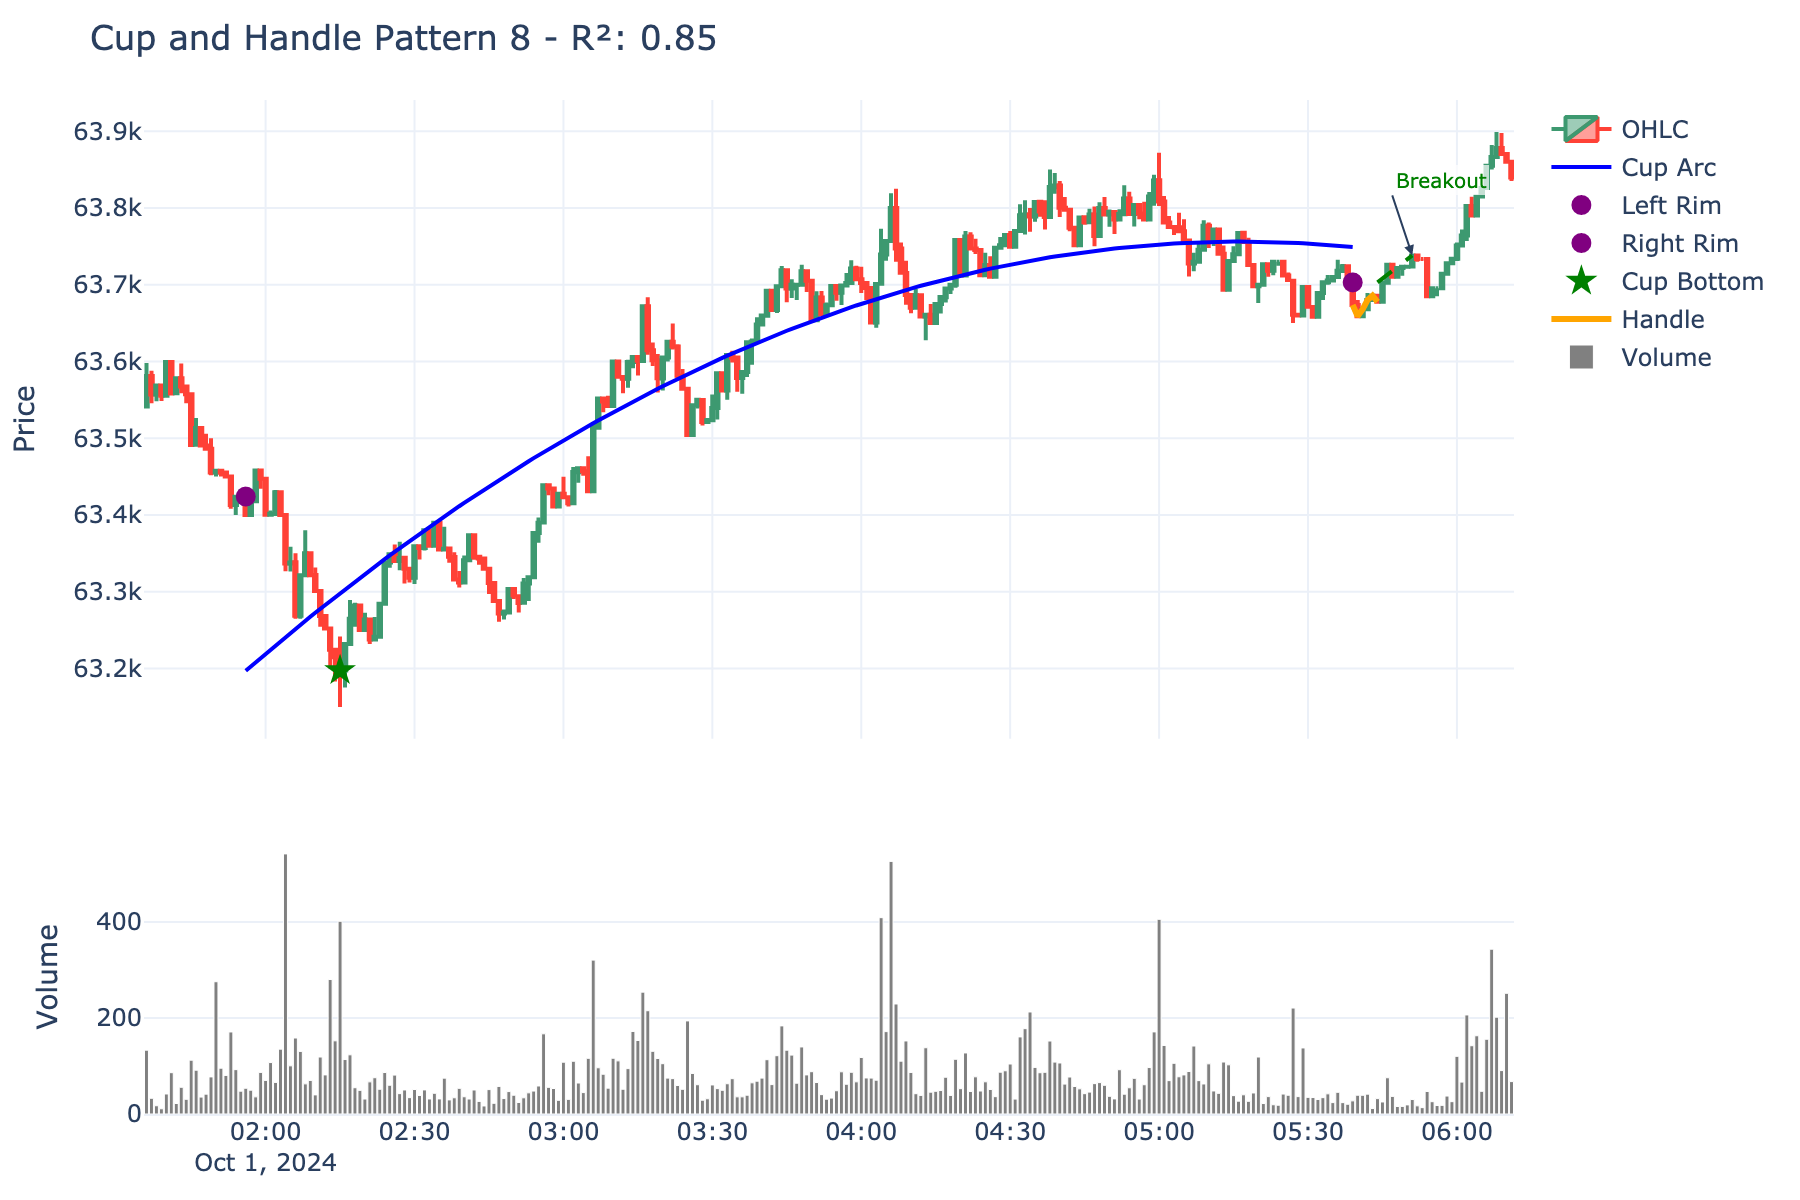 Cup and Handle Pattern 8 - R²: 0.85
63.9k
63.8k
63.7k
63.6k
63.5k
63.4k
63.3k
63.2k
Price
Breakout
OHLC
Cup Arc
Left Rim
Right Rim
Cup Bottom
Handle
Volume
400
200
0
Volume
02:00
02:30
03:00
03:30
04:00
04:30
05:00
05:30
06:00
Oct 1, 2024